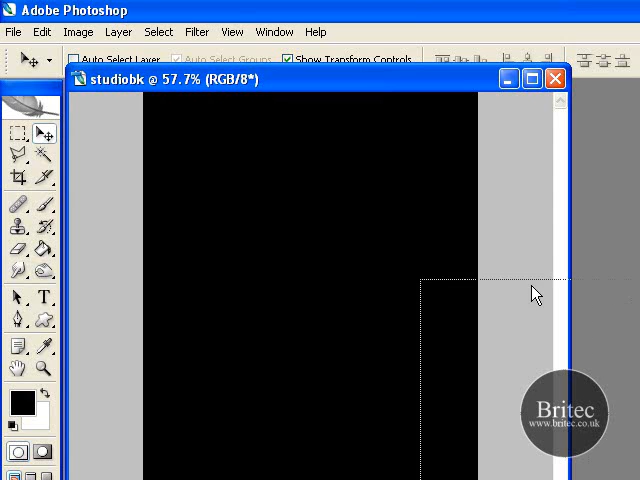 Adobe Photoshop
File Edit Image Layer Select Filter View Window Help
Auto Select Layer Auto Select Groups Show Transform Controls
studiobk @ 57.7% (RGB/8*)
T
Britec
www.britec.co.uk